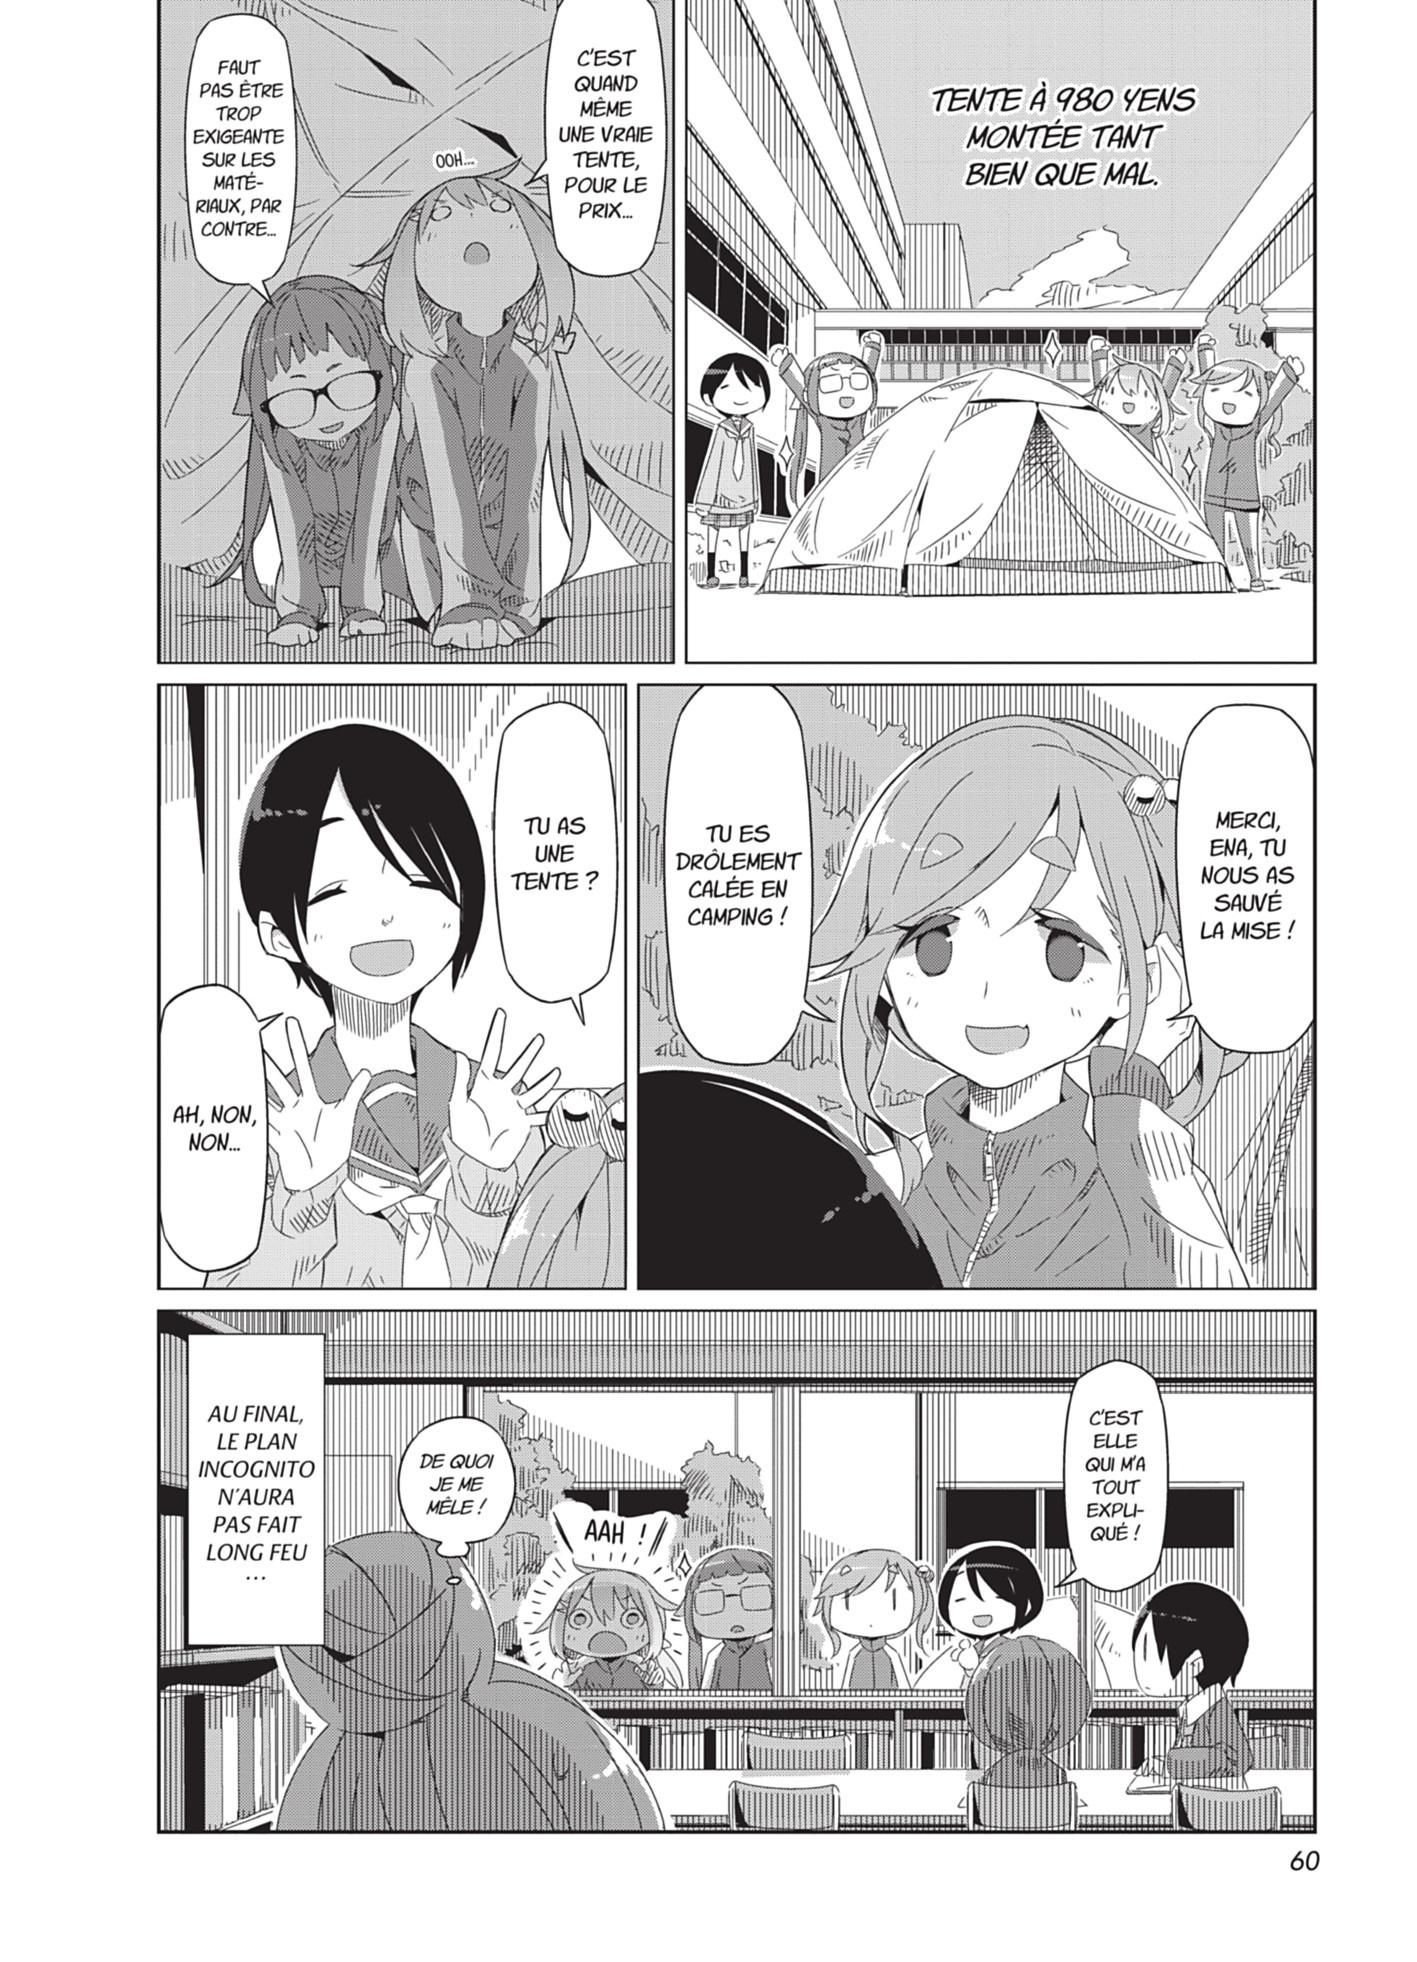 TENTE À 980 YENS
MONTÉE TANT
BIEN QUE MAL.
C'EST
QUAND
MÊME
UNE VRAIE
TENTE,
POUR LE
PRIX...
OOH...
FAUT
PAS ÊTRE
TROP
EXIGEANTE
SUR LES
MATÉ-
RIAUX, PAR
CONTRE...
MERCI,
ENA, TU
NOUS AS
SAUVÉ
LA MISE !
TU ES
DRÔLEMENT
CALÉE EN
CAMPING !
TU AS
UNE
TENTE ?
AH, NON,
NON...
C'EST
ELLE
QUI M'A
TOUT
EXPLI-
QUÉ !
AAH !
DE QUOI
JE ME
MÊLE !
AU FINAL,
LE PLAN
INCOGNITO
N'AURA
PAS FAIT
LONG FEU
...
60